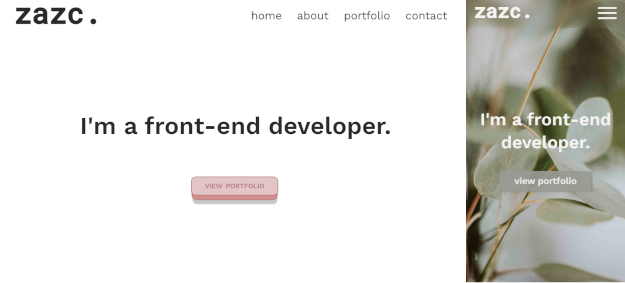 zazc.
home about portfolio contact
I'm a front-end developer.
VIEW PORTFOLIO
zazc.
I'm a front-end
developer.
view portfolio